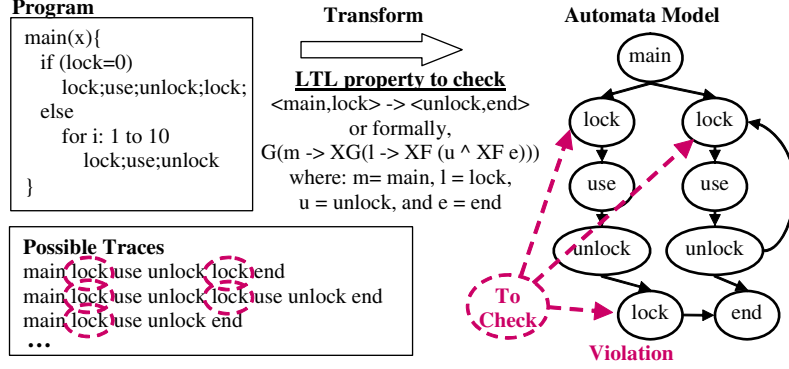 Program
main(x){
if (lock=0)
lock;use;unlock;lock;
else
for i: 1 to 10
lock;use;unlock
}
Transform
LTL property to check
<main,lock> -> <unlock,end>
or formally,
G(m -> XG(l -> XF (u ^ XF e)))
where: m= main, l = lock,
u = unlock, and e = end
Possible Traces
main lock use unlock lock end
main lock use unlock lock use unlock end
main lock use unlock end
...
Automata Model
main
lock
lock
use
use
unlock
unlock
lock
end
To
Check
Violation